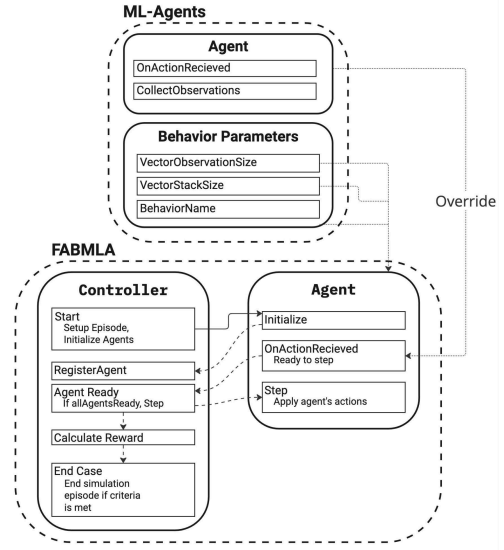 ML-Agents
Agent
OnActionRecieved
CollectObservations
Behavior Parameters
VectorObservationSize
VectorStackSize
BehaviorName
Override
FABMLA
Controller
Start
Setup Episode,
Initialize Agents
RegisterAgent
Agent Ready
If allAgentsReady, Step
Calculate Reward
End Case
End simulation
episode if criteria
is met
Agent
Initialize
OnActionRecieved
Ready to step
Step
Apply agent's actions